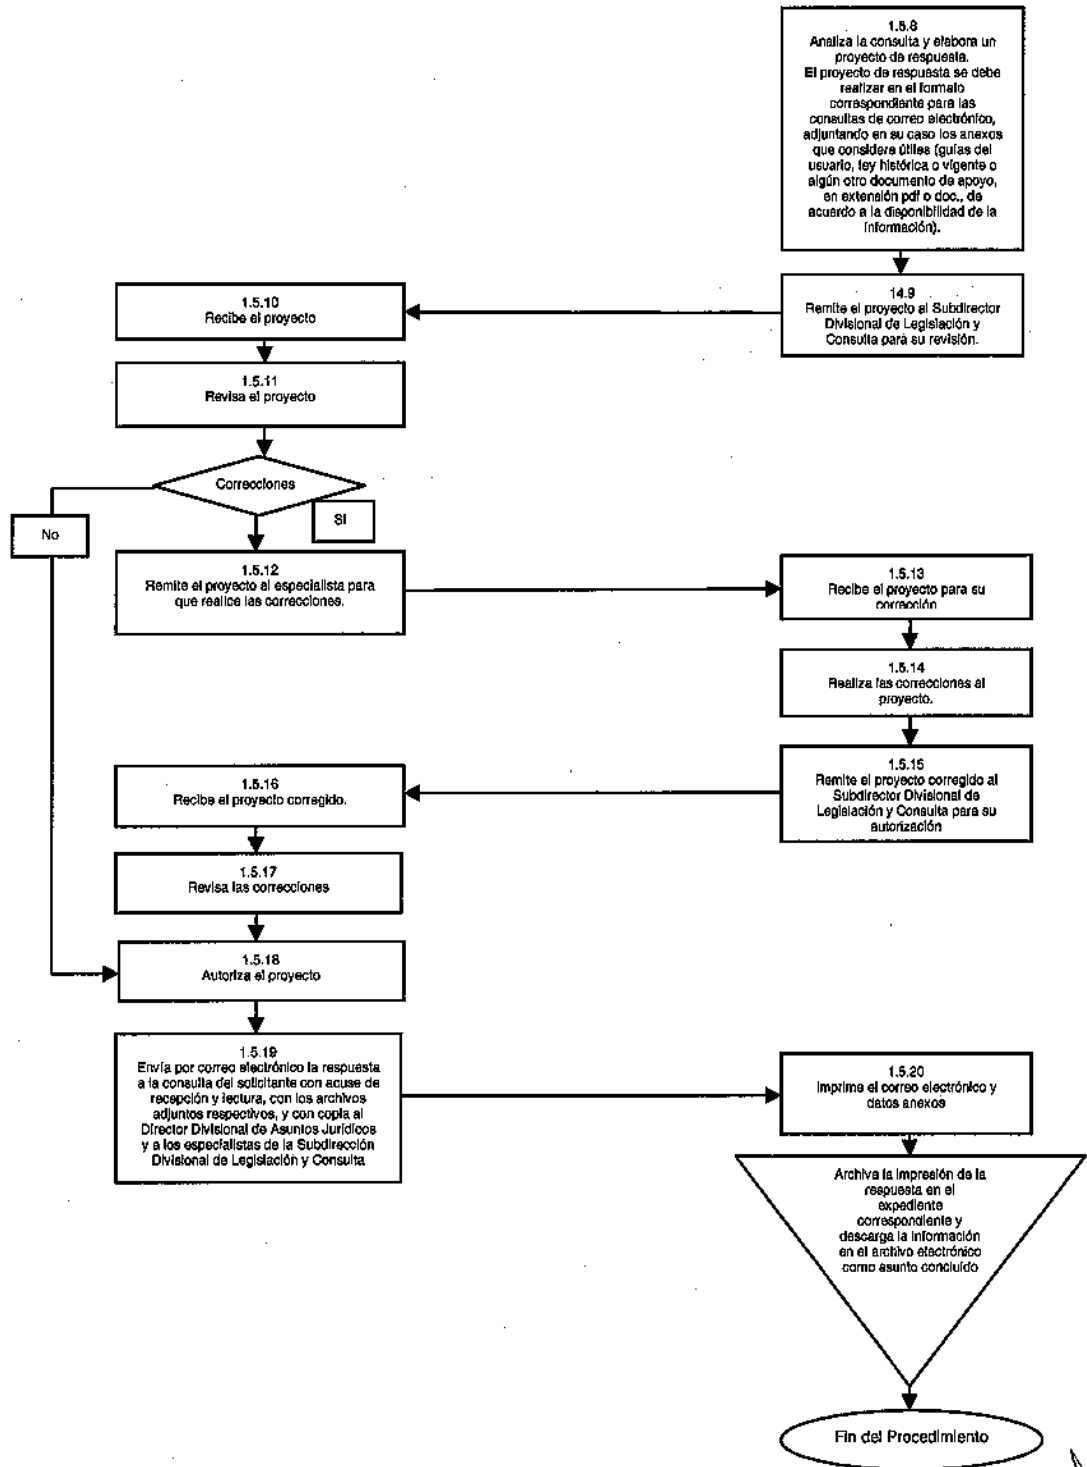 1.5.8
Analiza la consulta y elabora un
proyecto de respuesta.
El proyecto de respuesta se debe
realizar en el formato
correspondiente para las
consultas de correo electrónico,
adjuntando en su caso los anexos
que considere útiles (guías del
usuario, ley histórica o vigente o
algún otro documento de apoyo,
en extensión pdf o doc., de
acuerdo a la disponibilidad de la
información).
14.9
Remite el proyecto al Subdirector
Divisional de Legislación y
Consulta para su revisión.
1.5.10
Recibe el proyecto
1.5.11
Revisa el proyecto
Correcciones
SI
No
1.5.12
Remite el proyecto al especialista para
que realice las correcciones.
1.5.13
Recibe el proyecto para su
corrección
1.5.14
Realiza las correcciones al
proyecto.
1.5.15
Remite el proyecto corregido al
Subdirector Divisional de
Legislación y Consulta para su
autorización
1.5.16
Recibe el proyecto corregido.
1.5.17
Revisa las correcciones
1.5.18
Autoriza el proyecto
1.5.19
Envía por correo electrónico la respuesta
a la consulta del solicitante con acuse de
recepción y lectura, con los archivos
adjuntos respectivos, y con copia al
Director Divisional de Asuntos Jurídicos
y a los especialistas de la Subdirección
Divisional de Legislación y Consulta
1.5.20
Imprime el correo electrónico y
datos anexos
Archiva la impresión de la
respuesta en el
expediente
correspondiente y
descarga la información
en el archivo electrónico
como asunto concluído
Fin del Procedimiento